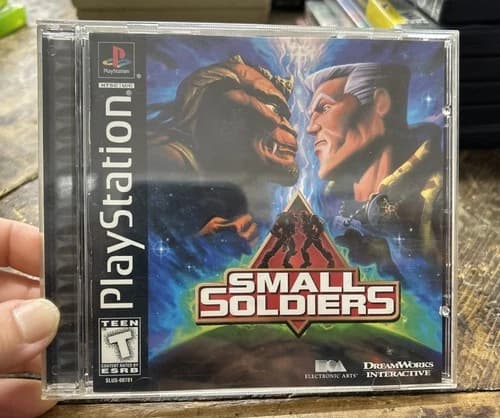 PlayStation
NTSC U/C
PlayStation
SMALL
SOLDIERS
TEEN
T
CONTENT RATED BY
ESRB
SLUS-00781
ELECTRONIC ARTS
DREAMWORKS
INTERACTIVE